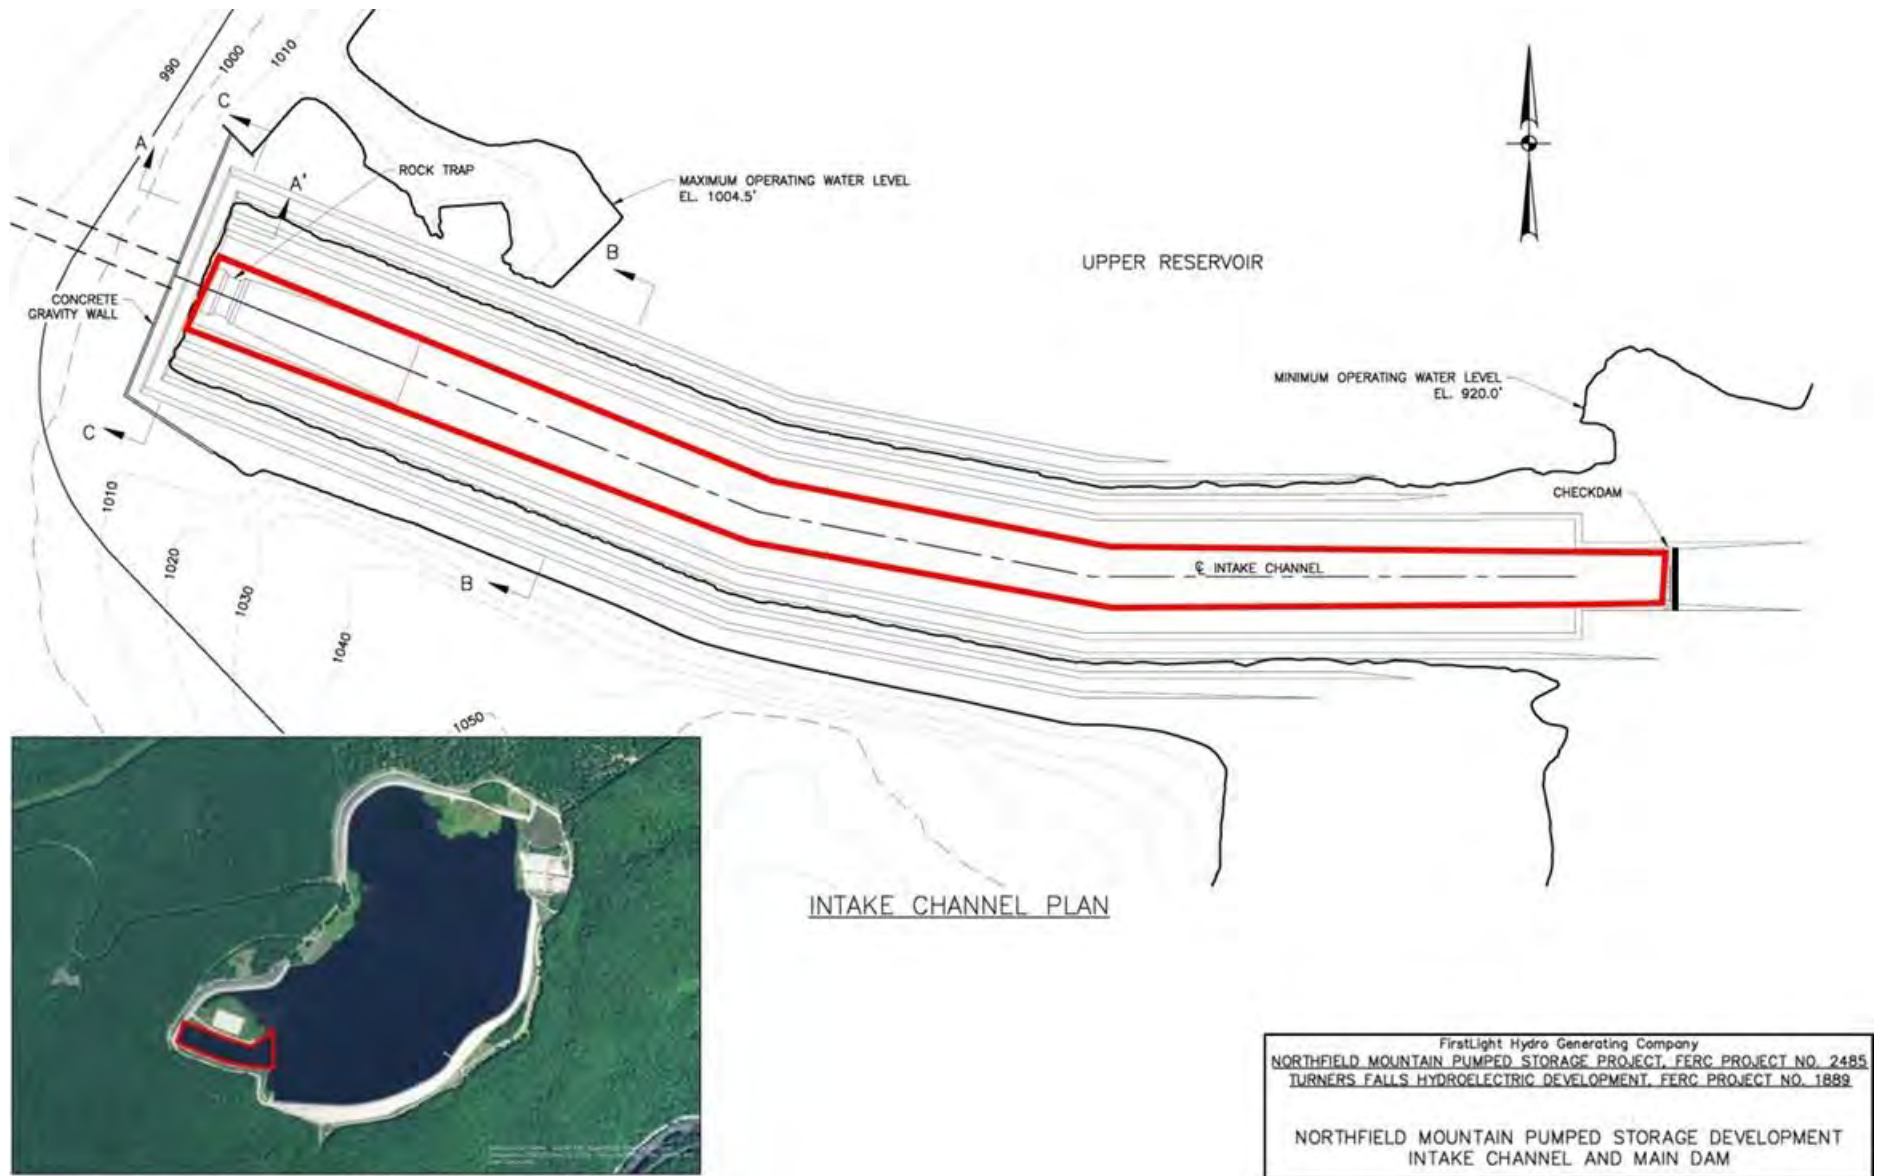 990
1000
1010
C
A
ROCK TRAP
A'
MAXIMUM OPERATING WATER LEVEL
EL. 1004.5'
B
UPPER RESERVOIR
CONCRETE
GRAVITY WALL
MINIMUM OPERATING WATER LEVEL
EL. 920.0'
C
1010
CHECKDAM
1020
B
1030
℄ INTAKE CHANNEL
1040
1050
INTAKE CHANNEL PLAN
FirstLight Hydro Generating Company
NORTHFIELD MOUNTAIN PUMPED STORAGE PROJECT, FERC PROJECT NO. 2485
TURNERS FALLS HYDROELECTRIC DEVELOPMENT, FERC PROJECT NO. 1889
NORTHFIELD MOUNTAIN PUMPED STORAGE DEVELOPMENT
INTAKE CHANNEL AND MAIN DAM